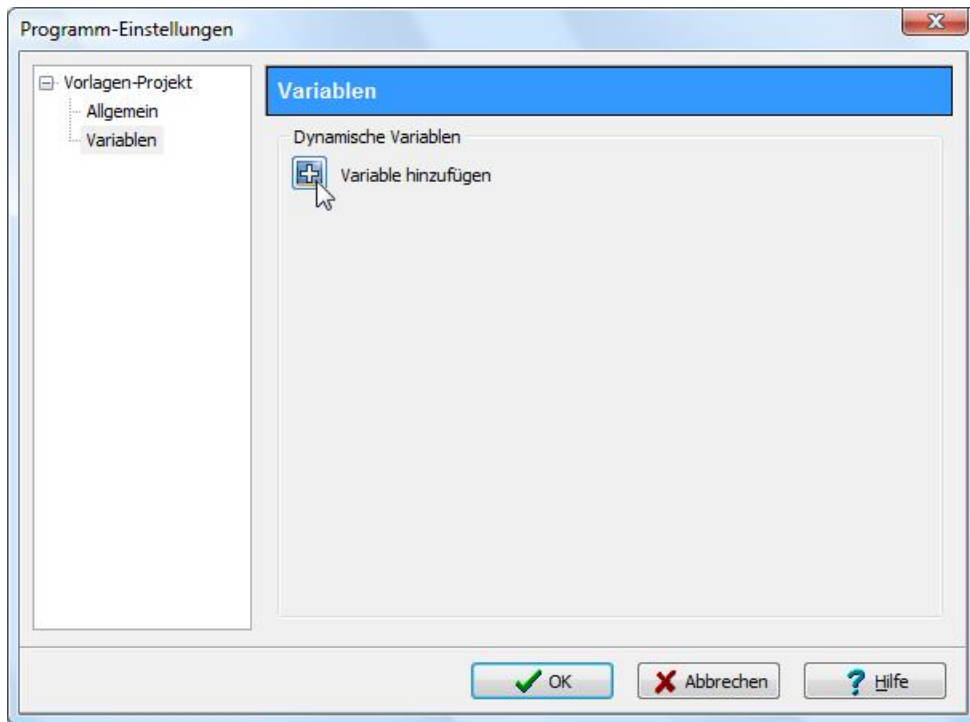 Programm-Einstellungen
Vorlagen-Projekt
Allgemein
Variablen
Variablen
Dynamische Variablen
Variable hinzufügen
OK
Abbrechen
Hilfe